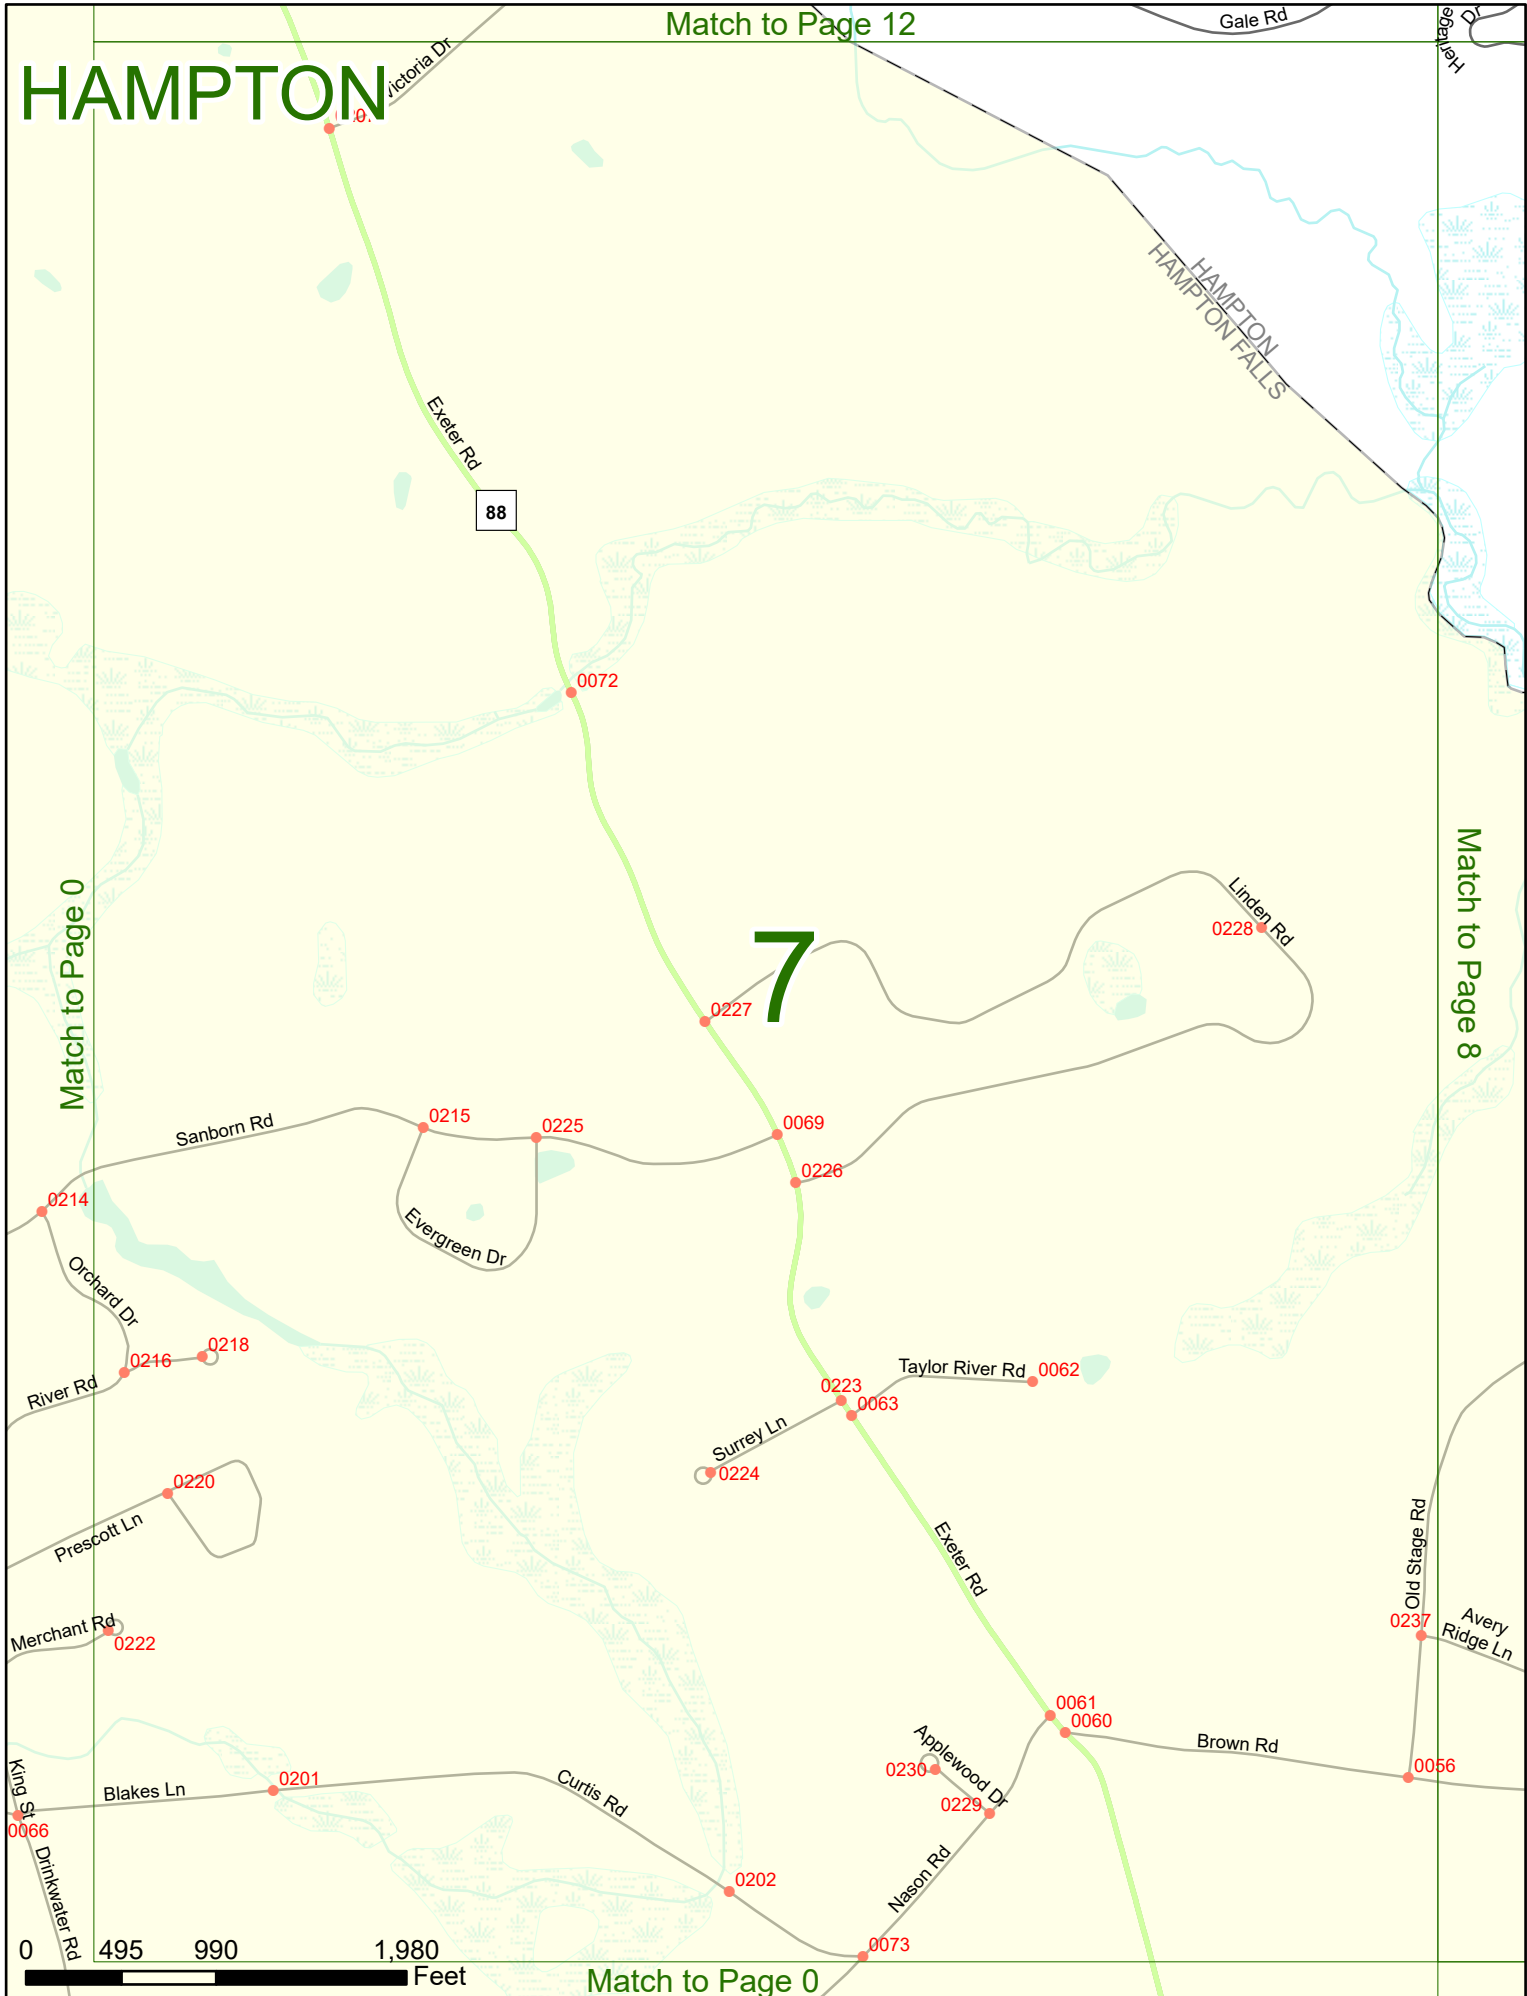 Match to Page 12
Gale Rd
Heritage
Dr
HAMPTON
Victoria Dr
HAMPTON
HAMPTON FALLS
Exeter Rd
88
0072
Match to Page 0
Match to Page 8
Linden Rd
0228
7
0227
Sanborn Rd
0215
0225
0069
0226
0214
Evergreen Dr
Orchard Dr
0218
0216
River Rd
Taylor River Rd
0062
0223
0063
Surrey Ln
0224
0220
Prescott Ln
Exeter Rd
Old Stage Rd
Merchant Rd
0222
0237
Avery
Ridge Ln
0061
0060
Applewood Dr
Brown Rd
0230
0056
King St
Blakes Ln
0201
Curtis Rd
0229
0066
Drinkwater Rd
Nason Rd
0202
0073
0 495 990 1,980
Feet
Match to Page 0